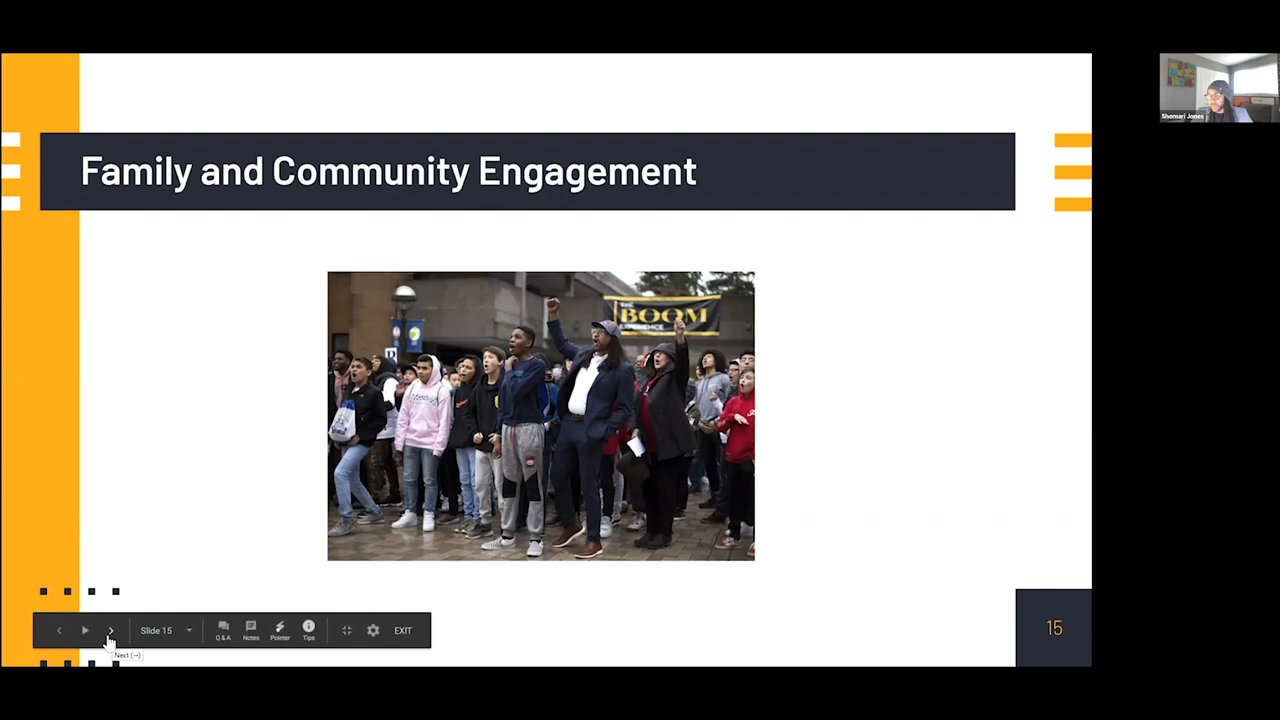 Family and Community Engagement
THE
BOOM
EXPERIENCE
Shomari Jones
Slide 15
Q & A
Notes
Pointer
Tips
EXIT
Next (→)
15